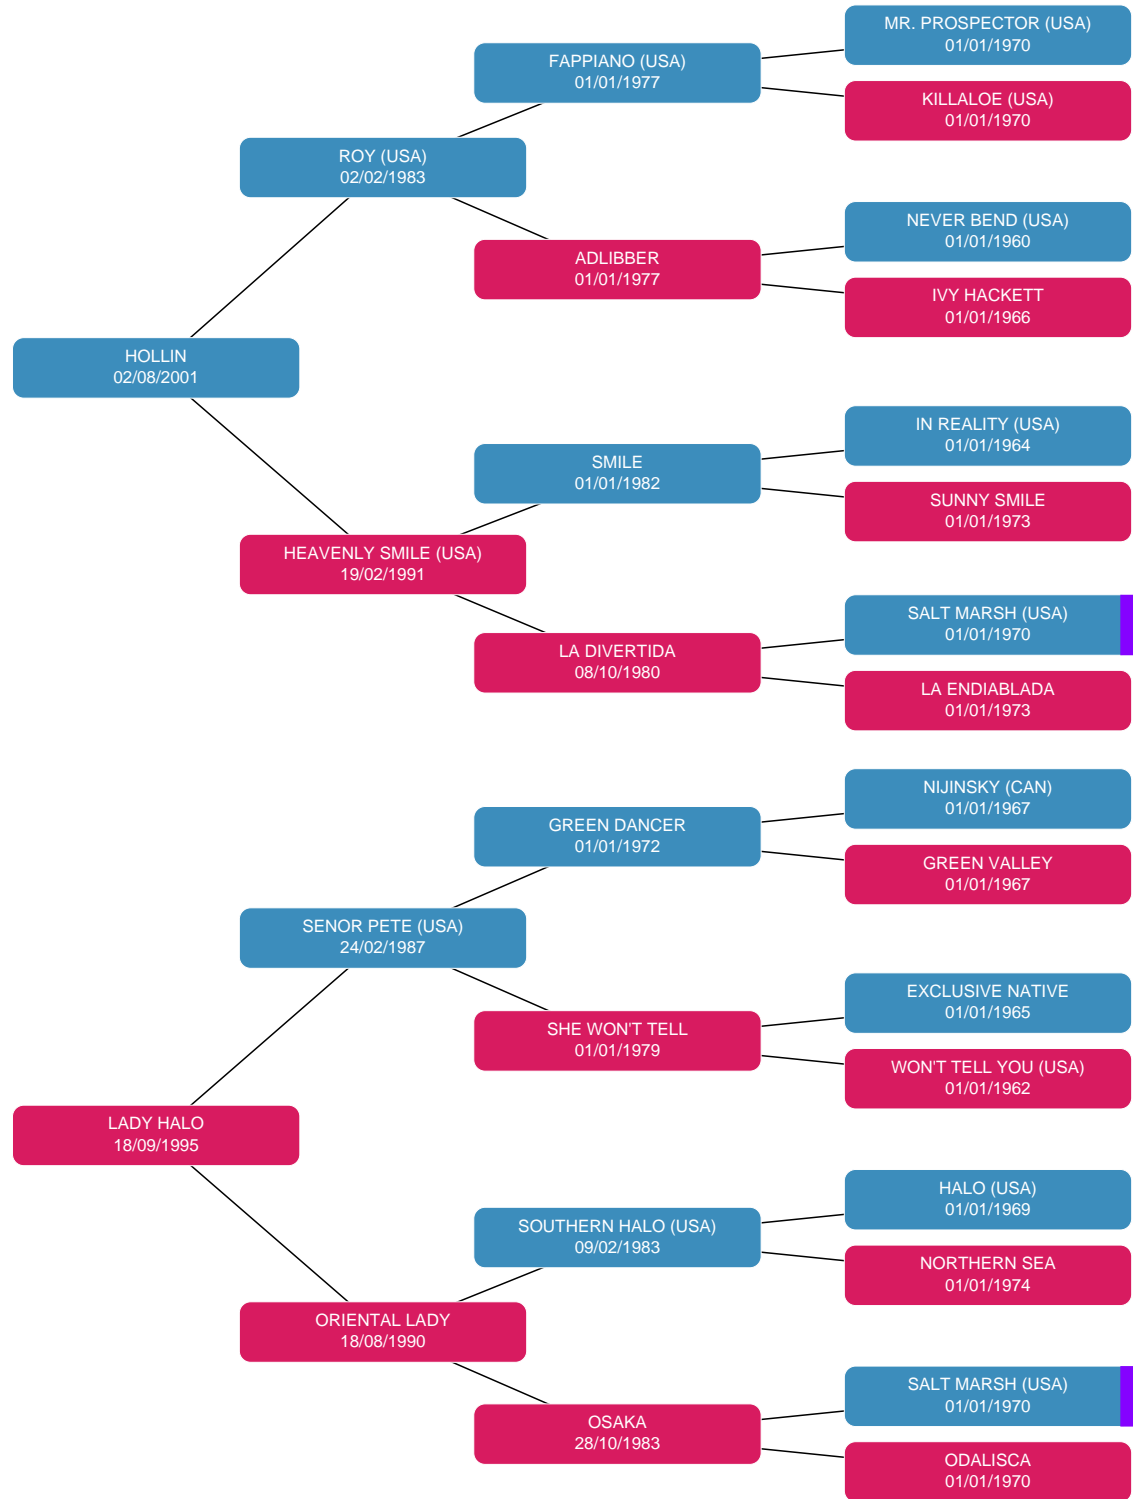 MR. PROSPECTOR (USA)
01/01/1970
FAPPIANO (USA)
01/01/1977
KILLALOE (USA)
01/01/1970
ROY (USA)
02/02/1983
NEVER BEND (USA)
01/01/1960
ADLIBBER
01/01/1977
IVY HACKETT
01/01/1966
HOLLIN
02/08/2001
IN REALITY (USA)
01/01/1964
SMILE
01/01/1982
SUNNY SMILE
01/01/1973
HEAVENLY SMILE (USA)
19/02/1991
SALT MARSH (USA)
01/01/1970
LA DIVERTIDA
08/10/1980
LA ENDIABLADA
01/01/1973
NIJINSKY (CAN)
01/01/1967
GREEN DANCER
01/01/1972
GREEN VALLEY
01/01/1967
SENOR PETE (USA)
24/02/1987
EXCLUSIVE NATIVE
01/01/1965
SHE WON'T TELL
01/01/1979
WON'T TELL YOU (USA)
01/01/1962
LADY HALO
18/09/1995
HALO (USA)
01/01/1969
SOUTHERN HALO (USA)
09/02/1983
NORTHERN SEA
01/01/1974
ORIENTAL LADY
18/08/1990
SALT MARSH (USA)
01/01/1970
OSAKA
28/10/1983
ODALISCA
01/01/1970